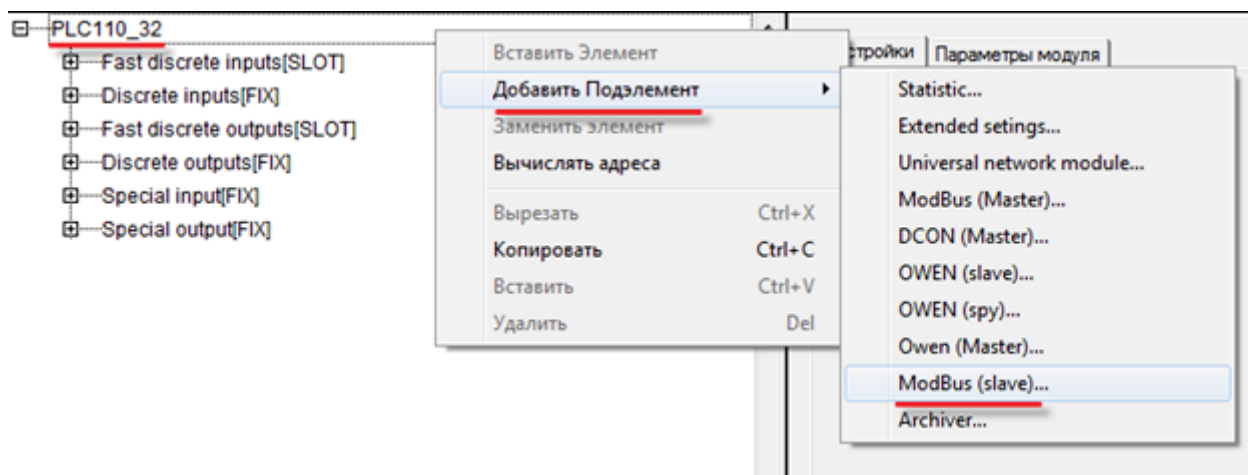 PLC110_32
Fast discrete inputs[SLOT]
Discrete inputs[FIX]
Fast discrete outputs[SLOT]
Discrete outputs[FIX]
Special input[FIX]
Special output[FIX]
Вставить Элемент
Добавить Подэлемент
Заменить элемент
Вычислять адреса
Вырезать Ctrl+X
Копировать Ctrl+C
Вставить Ctrl+V
Удалить Del
стройки Параметры модуля
Statistic...
Extended setings...
Universal network module...
ModBus (Master)...
DCON (Master)...
OWEN (slave)...
OWEN (spy)...
Owen (Master)...
ModBus (slave)...
Archiver...